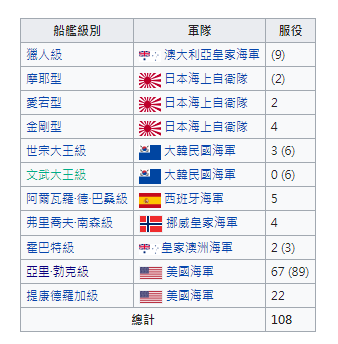 船艦級別 軍隊 服役
獵人級 澳大利亞皇家海軍 (9)
摩耶型 日本海上自衛隊 (2)
愛宕型 日本海上自衛隊 2
金剛型 日本海上自衛隊 4
世宗大王級 大韓民國海軍 3 (6)
文武大王級 大韓民國海軍 0 (6)
阿爾瓦羅·德·巴桑級 西班牙海軍 5
弗里喬夫·南森級 挪威皇家海軍 4
霍巴特級 皇家澳洲海軍 2 (3)
亞里·勃克級 美國海軍 67 (89)
提康德羅加級 美國海軍 22
總計 108